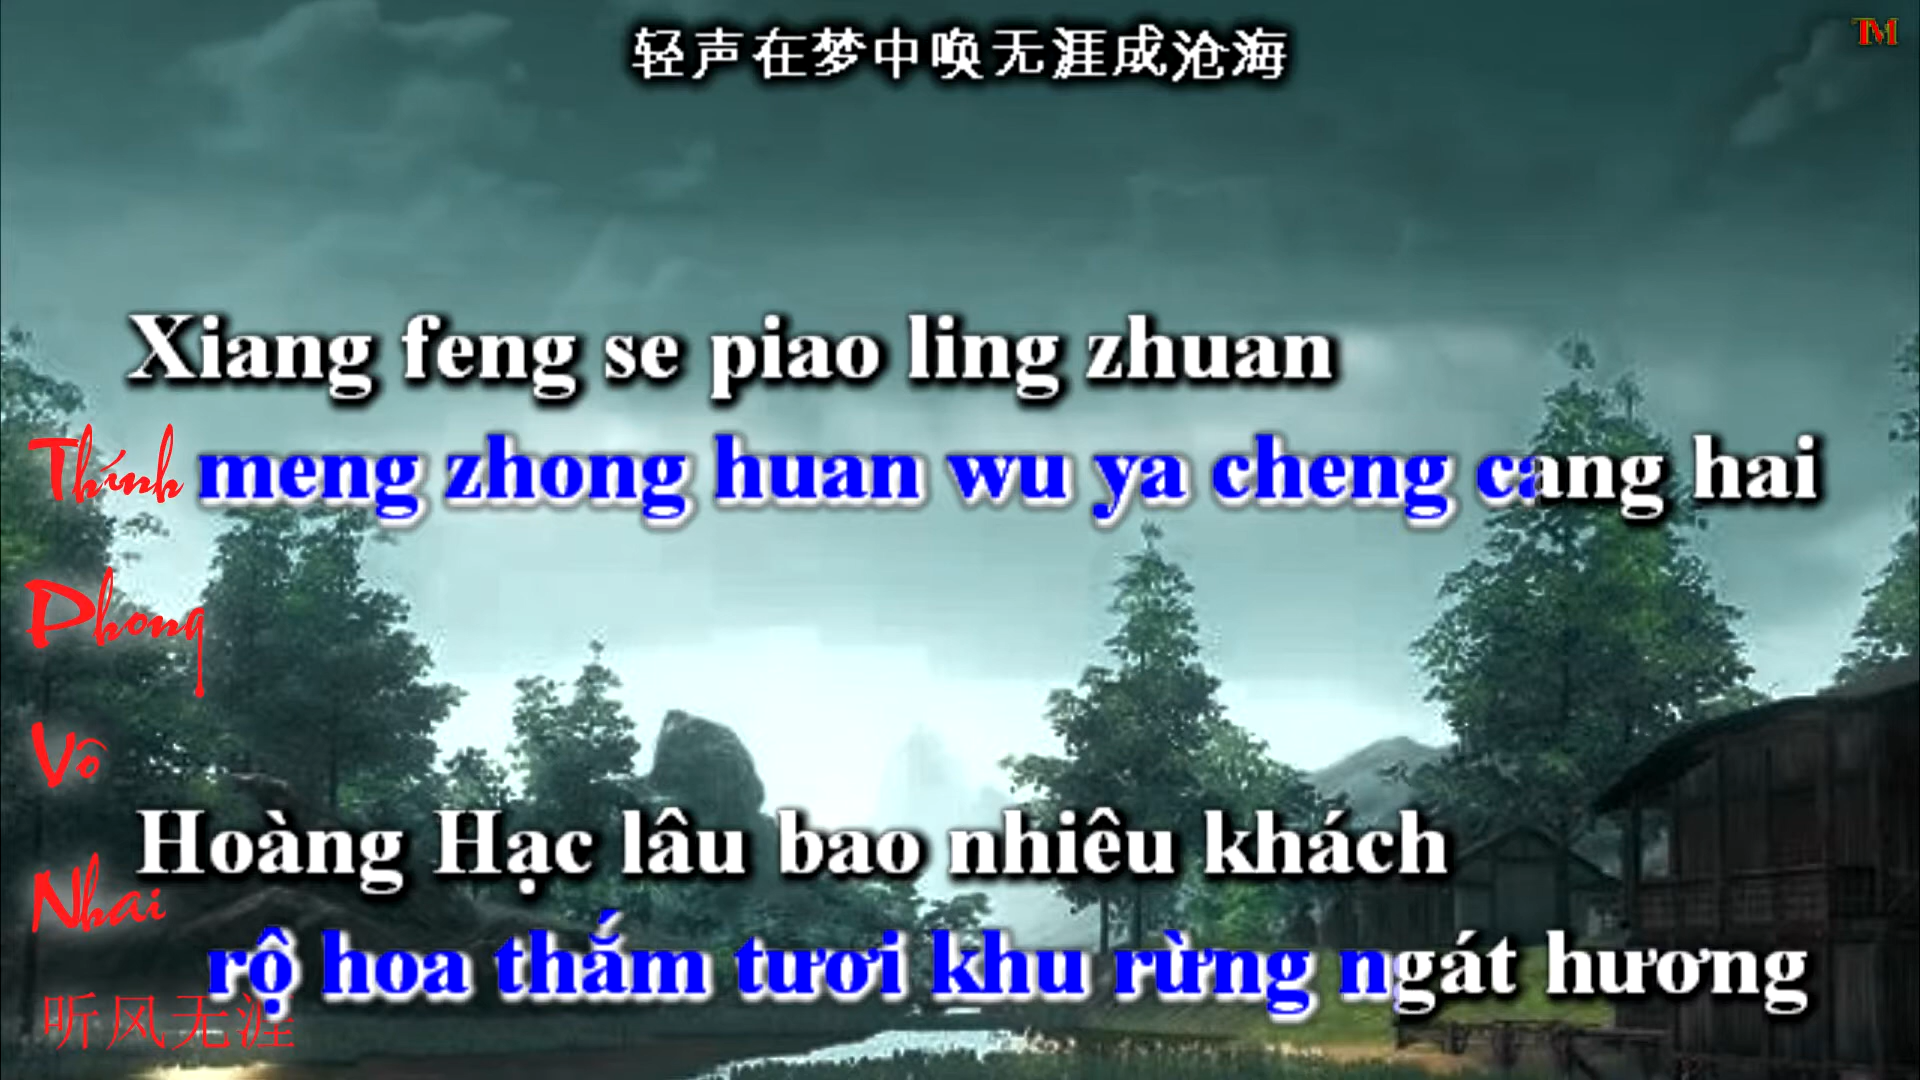 轻声在梦中唤无涯成沧海
TM
Xiang feng se piao ling zhuan
meng zhong huan wu ya cheng cang hai
Thính
Phong
Vô
Nhai
Hoàng Hạc lâu bao nhiêu khách
rộ hoa thắm tươi khu rừng ngát hương
听风无涯